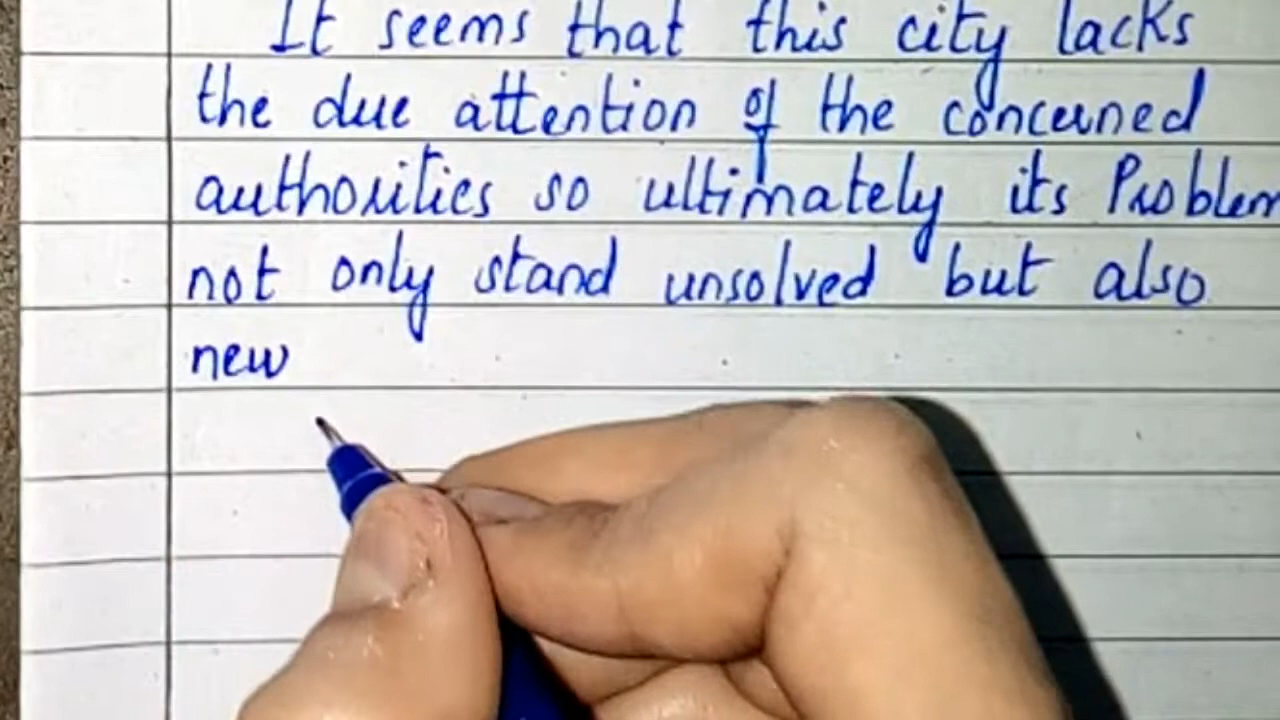 It seems that this city lacks
the due attention of the concerned
authorities so ultimately its Problem
not only stand unsolved but also
new